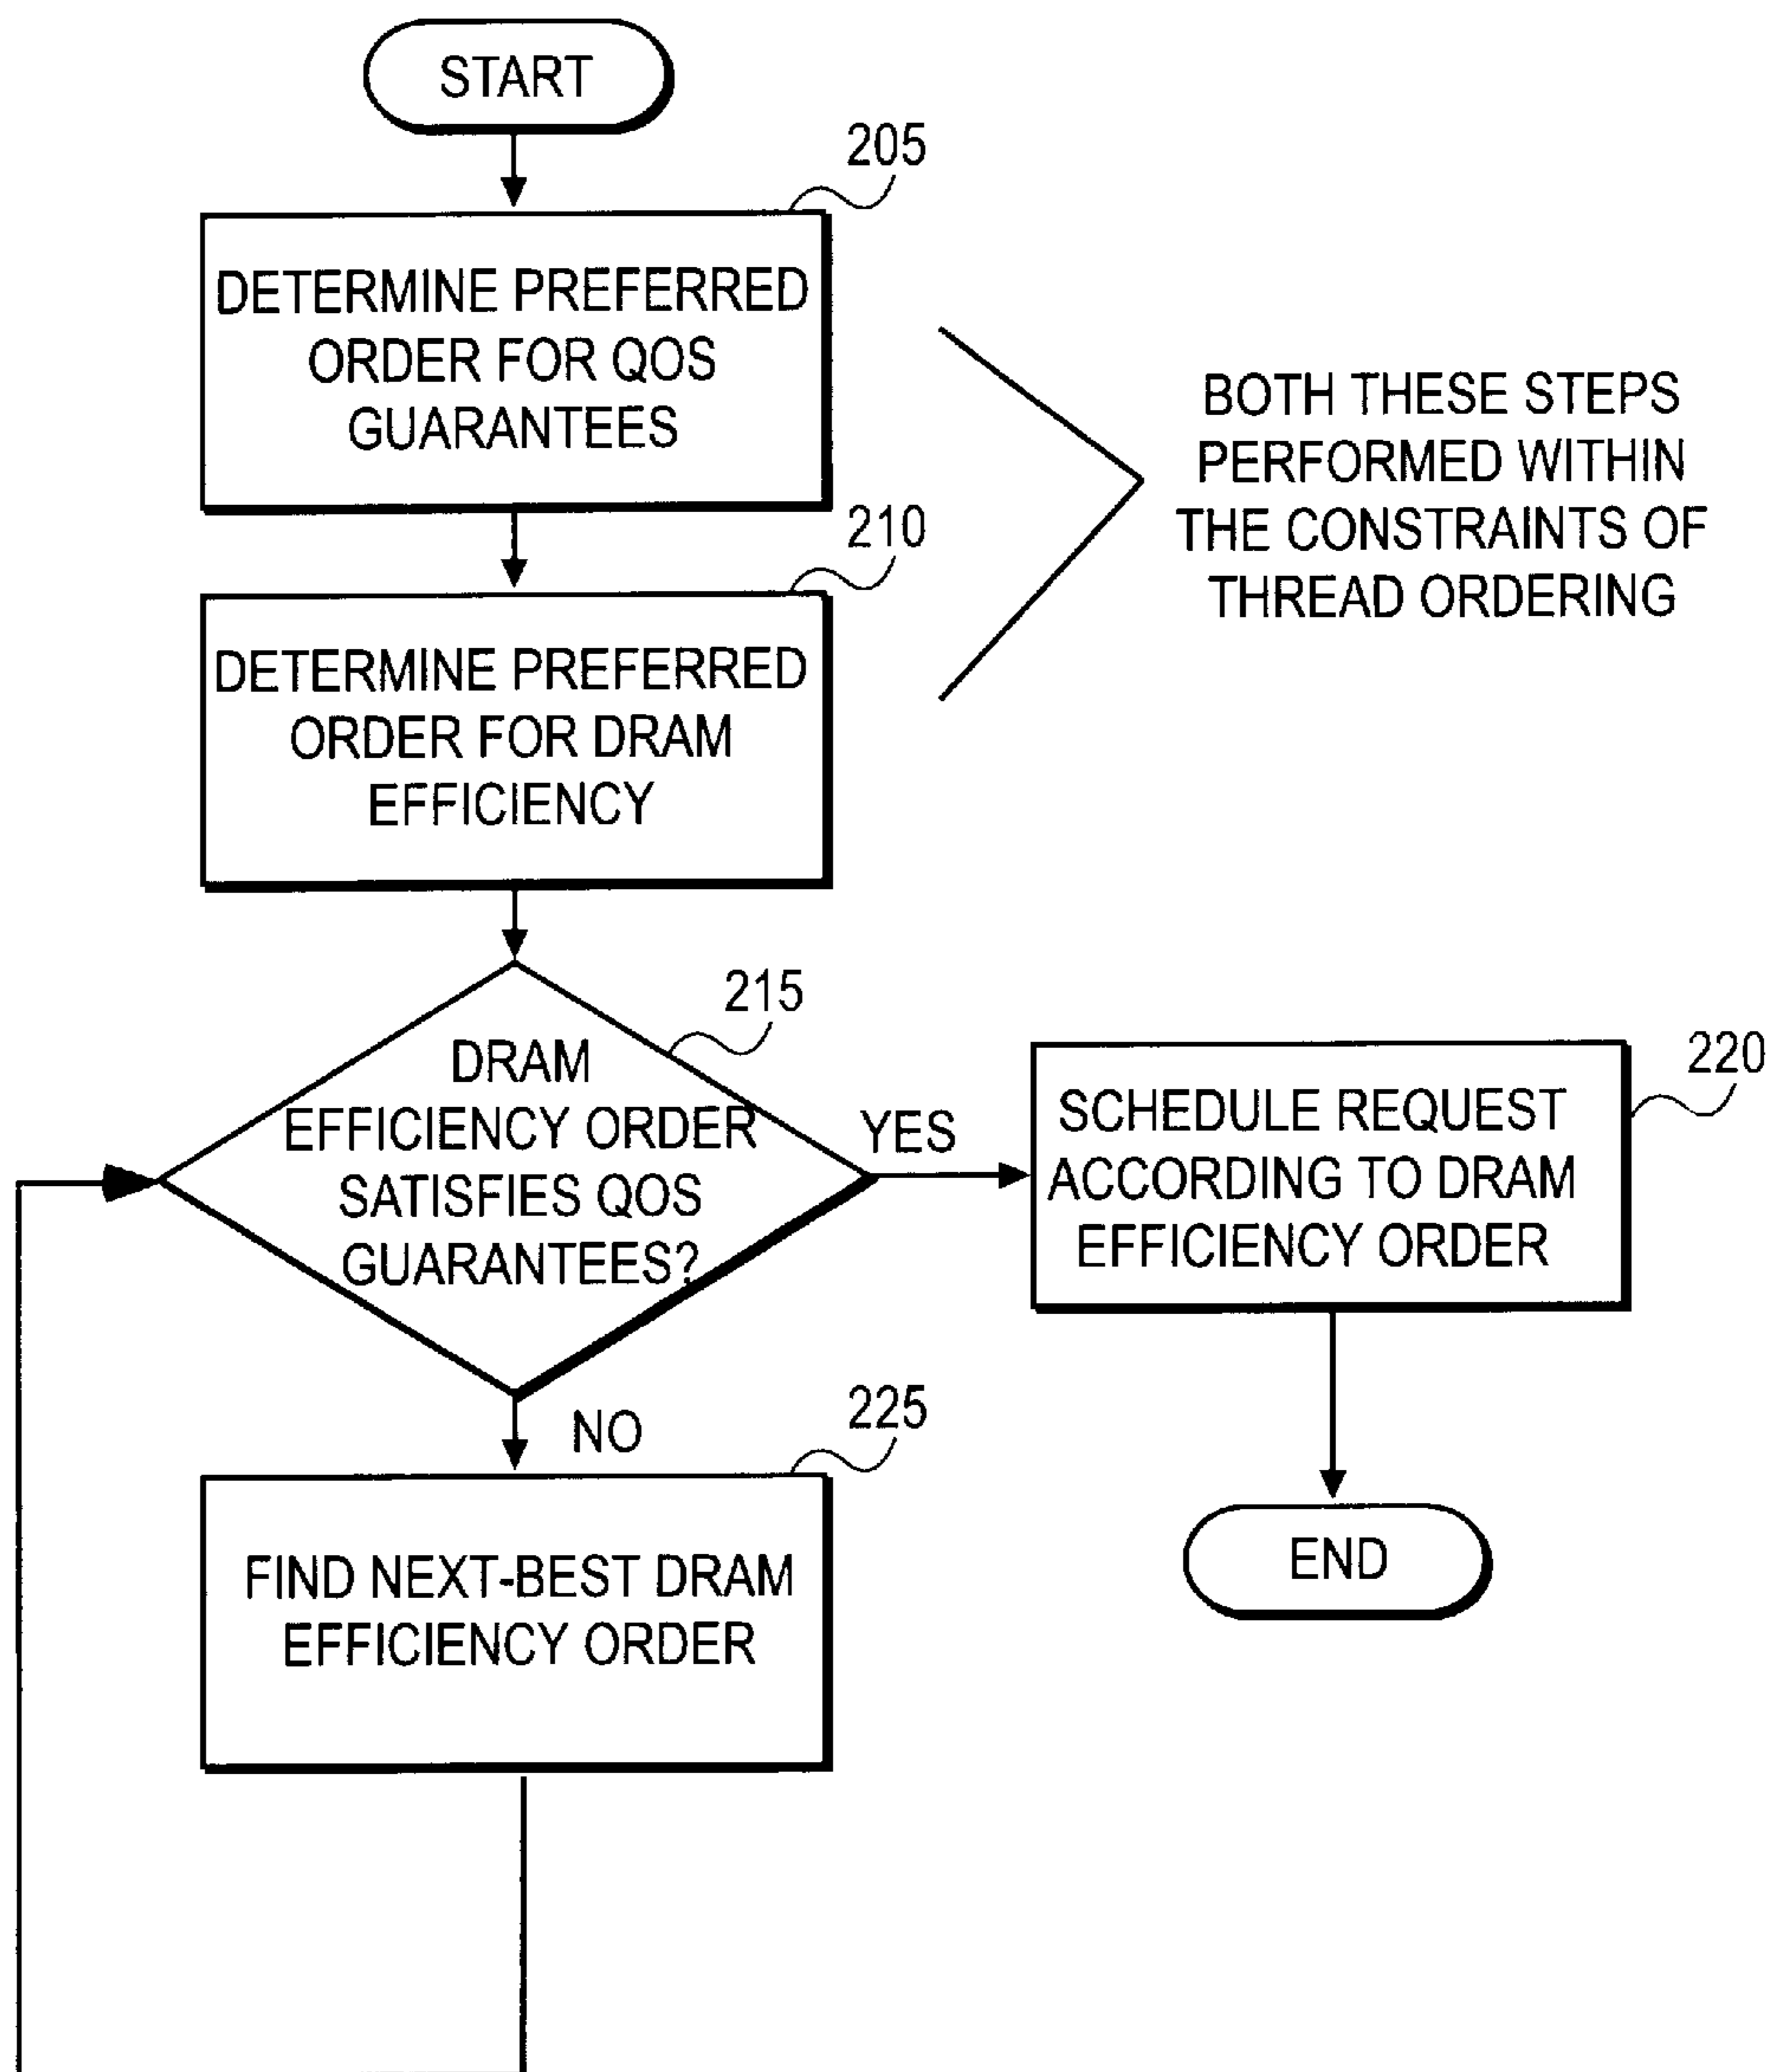 START
205
DETERMINE PREFERRED
ORDER FOR QOS
GUARANTEES
BOTH THESE STEPS
PERFORMED WITHIN
THE CONSTRAINTS OF
THREAD ORDERING
210
DETERMINE PREFERRED
ORDER FOR DRAM
EFFICIENCY
215
DRAM
EFFICIENCY ORDER
SATISFIES QOS
GUARANTEES?
YES
220
SCHEDULE REQUEST
ACCORDING TO DRAM
EFFICIENCY ORDER
NO
225
FIND NEXT-BEST DRAM
EFFICIENCY ORDER
END